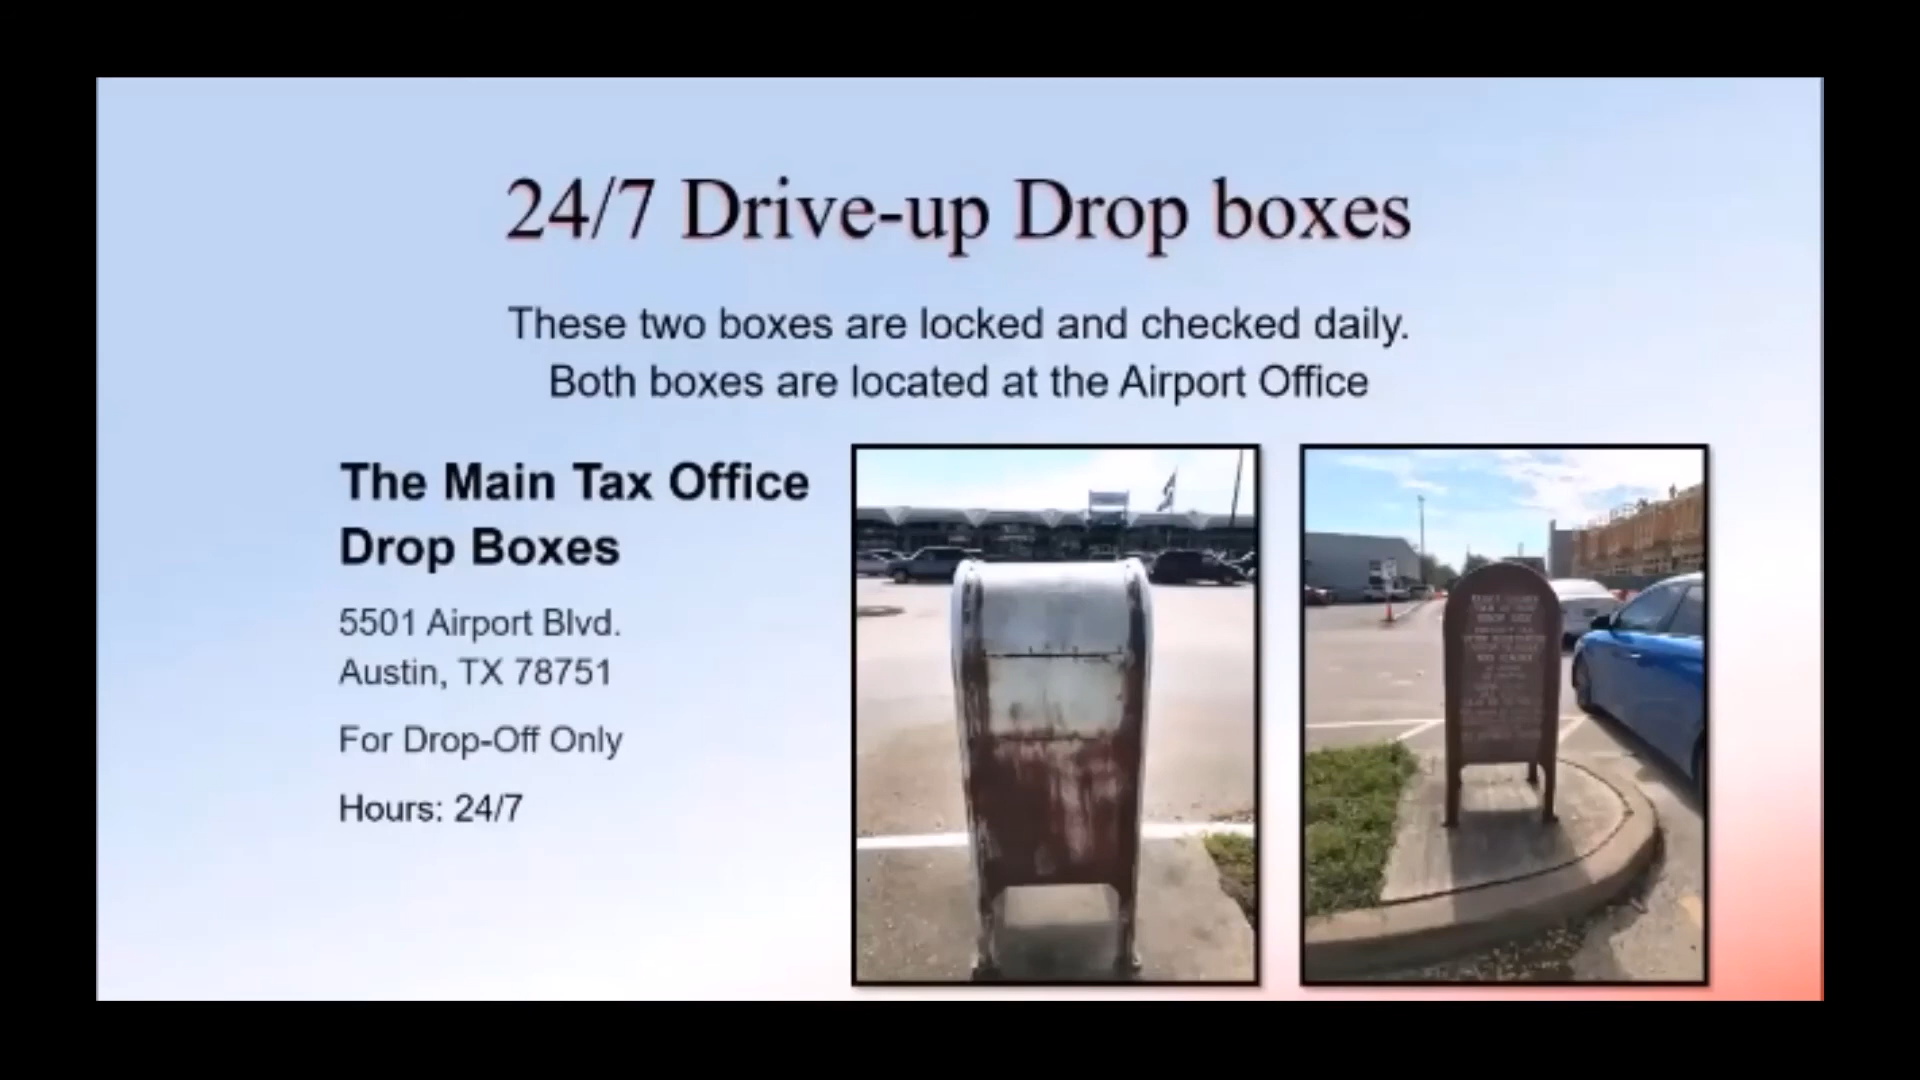 24/7 Drive-up Drop boxes
These two boxes are locked and checked daily.
Both boxes are located at the Airport Office
The Main Tax Office
Drop Boxes
5501 Airport Blvd.
Austin, TX 78751
For Drop-Off Only
Hours: 24/7